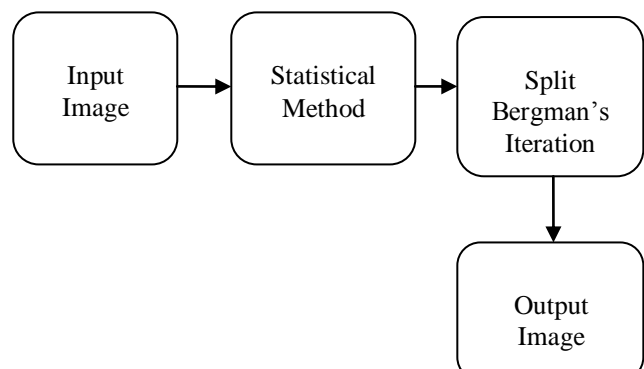 Input
Image
Statistical
Method
Split
Bergman's
Iteration
Output
Image